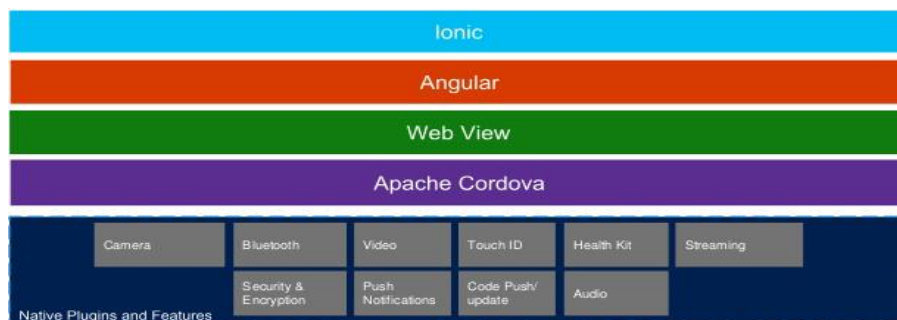 Ionic
Angular
Web View
Apache Cordova
Camera
Bluetooth
Video
Touch ID
Health Kit
Streaming
Security &
Encryption
Push
Notifications
Code Push/
update
Audio
Native Plugins and Features